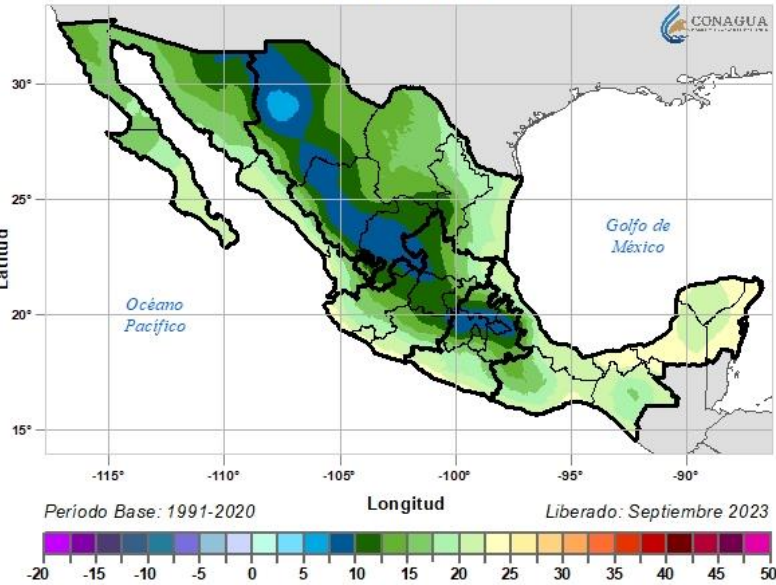 CONAGUA
30°
25°
20°
15°
Latitud
Golfo de
México
Océano
Pacífico
-115° -110° -105° -100° -95° -90°
Longitud
Periodo Base: 1991-2020
Liberado: Septiembre 2023
-20 -15 -10 -5 0 5 10 15 20 25 30 35 40 45 50